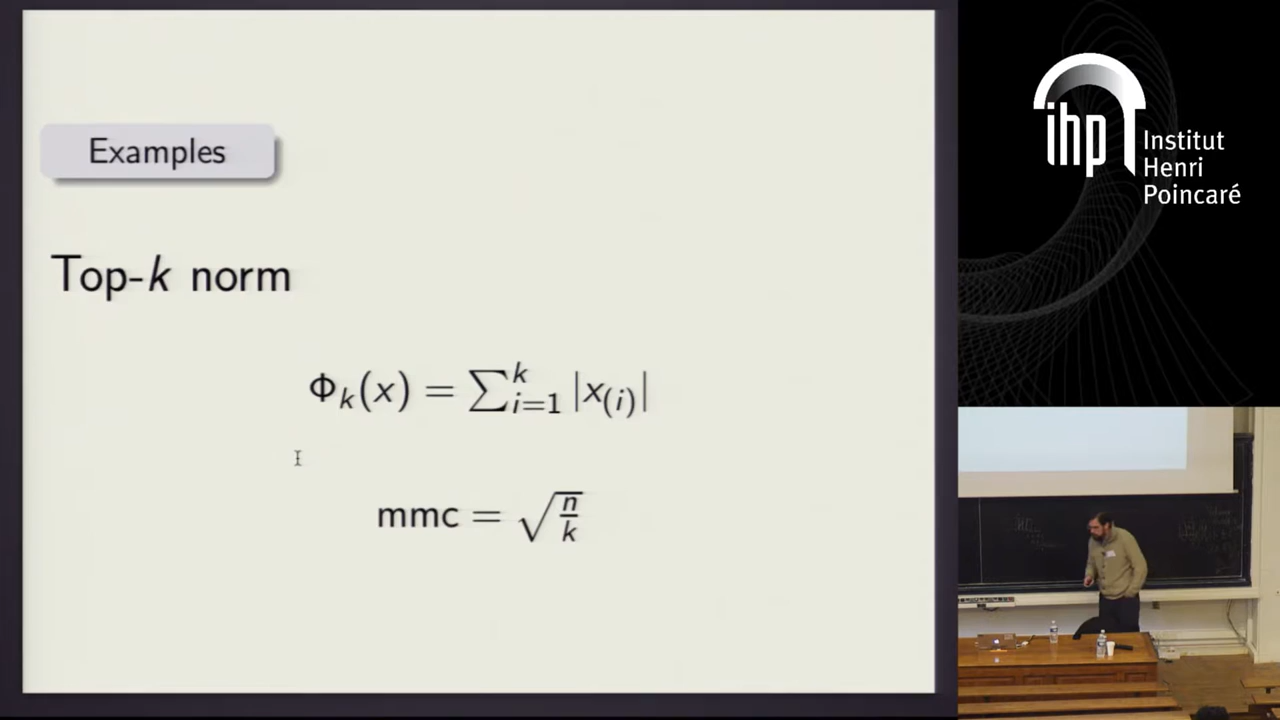 Examples
Top-k norm
Φ_k(x) = ∑_{i=1}^{k} |x_{(i)}|
mmc = √(n/k)
ihp Institut
Henri
Poincaré